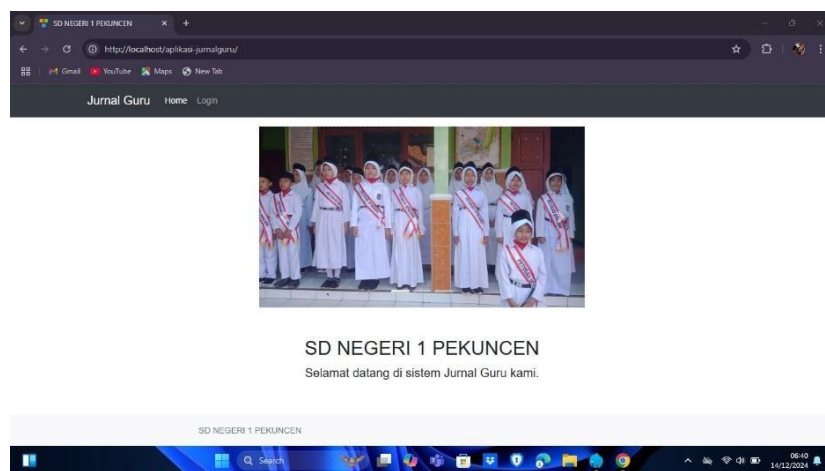 SD NEGERI 1 PEKUNCEN
http://localhost/aplikasi-jurnalguru/
Gmail YouTube Maps New Tab
Jurnal Guru Home Login
SD NEGERI 1 PEKUNCEN
Selamat datang di sistem Jurnal Guru kami.
SD NEGERI 1 PEKUNCEN
Search
06:40
14/12/2024